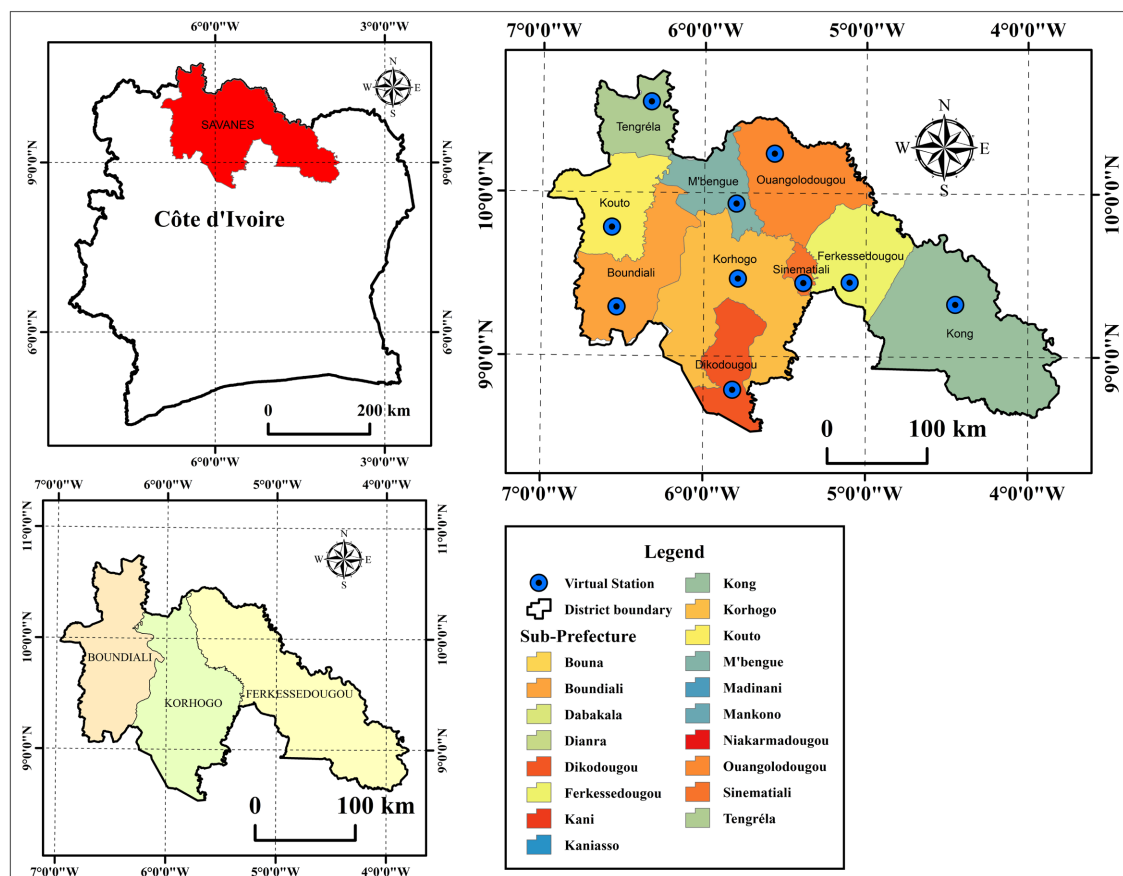 6°0'0"W 3°0'0"W
N
W E
S
SAVANES
9°0'0"N 9°0'0"N
Côte d'Ivoire
6°0'0"N 6°0'0"N
0 200 km
6°0'0"W 3°0'0"W
7°0'0"W 6°0'0"W 5°0'0"W 4°0'0"W
N
W E
S
Tengréla
Ouangolodougou
M'bengue
10°0'0"N 10°0'0"N
Kouto
Ferkessedougou
Korhogo
Sinematiali
Boundiali
Kong
9°0'0"N 9°0'0"N
Dikodougou
0 100 km
7°0'0"W 6°0'0"W 5°0'0"W 4°0'0"W
7°0'0"W 6°0'0"W 5°0'0"W 4°0'0"W
11°0'0"N 11°0'0"N
N
W E
S
10°0'0"N 10°0'0"N
BOUNDIALI
FERKESSEDOUGOU
KORHOGO
9°0'0"N 9°0'0"N
0 100 km
7°0'0"W 6°0'0"W 5°0'0"W 4°0'0"W
Legend
Virtual Station
District boundary
Sub-Prefecture
Bouna
Boundiali
Dabakala
Dianra
Dikodougou
Ferkessedougou
Kani
Kaniasso
Kong
Korhogo
Kouto
M'bengue
Madinani
Mankono
Niakarmadougou
Ouangolodougou
Sinematiali
Tengréla